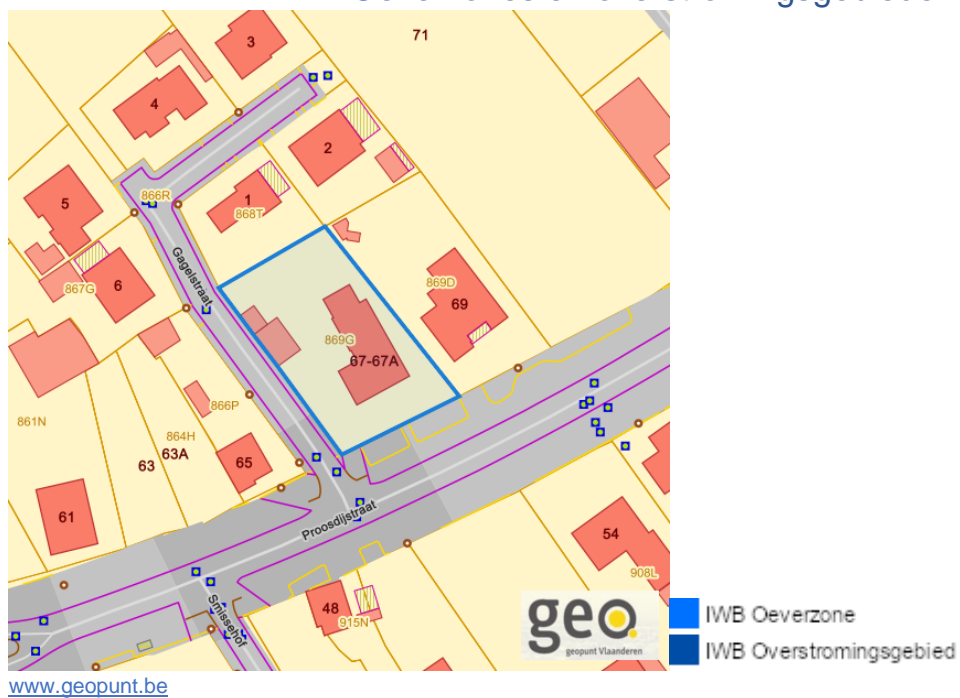 3
71
4
2
866R
1
868T
5
Gagelstraat
6
867G
869D
69
869G
67-67A
861N
866P
864H
63A
63
65
61
Proosdijstraat
54
908L
Smissehof
48
915N
geo
geopunt Vlaanderen
IWB Oeverzone
IWB Overstromingsgebied
www.geopunt.be